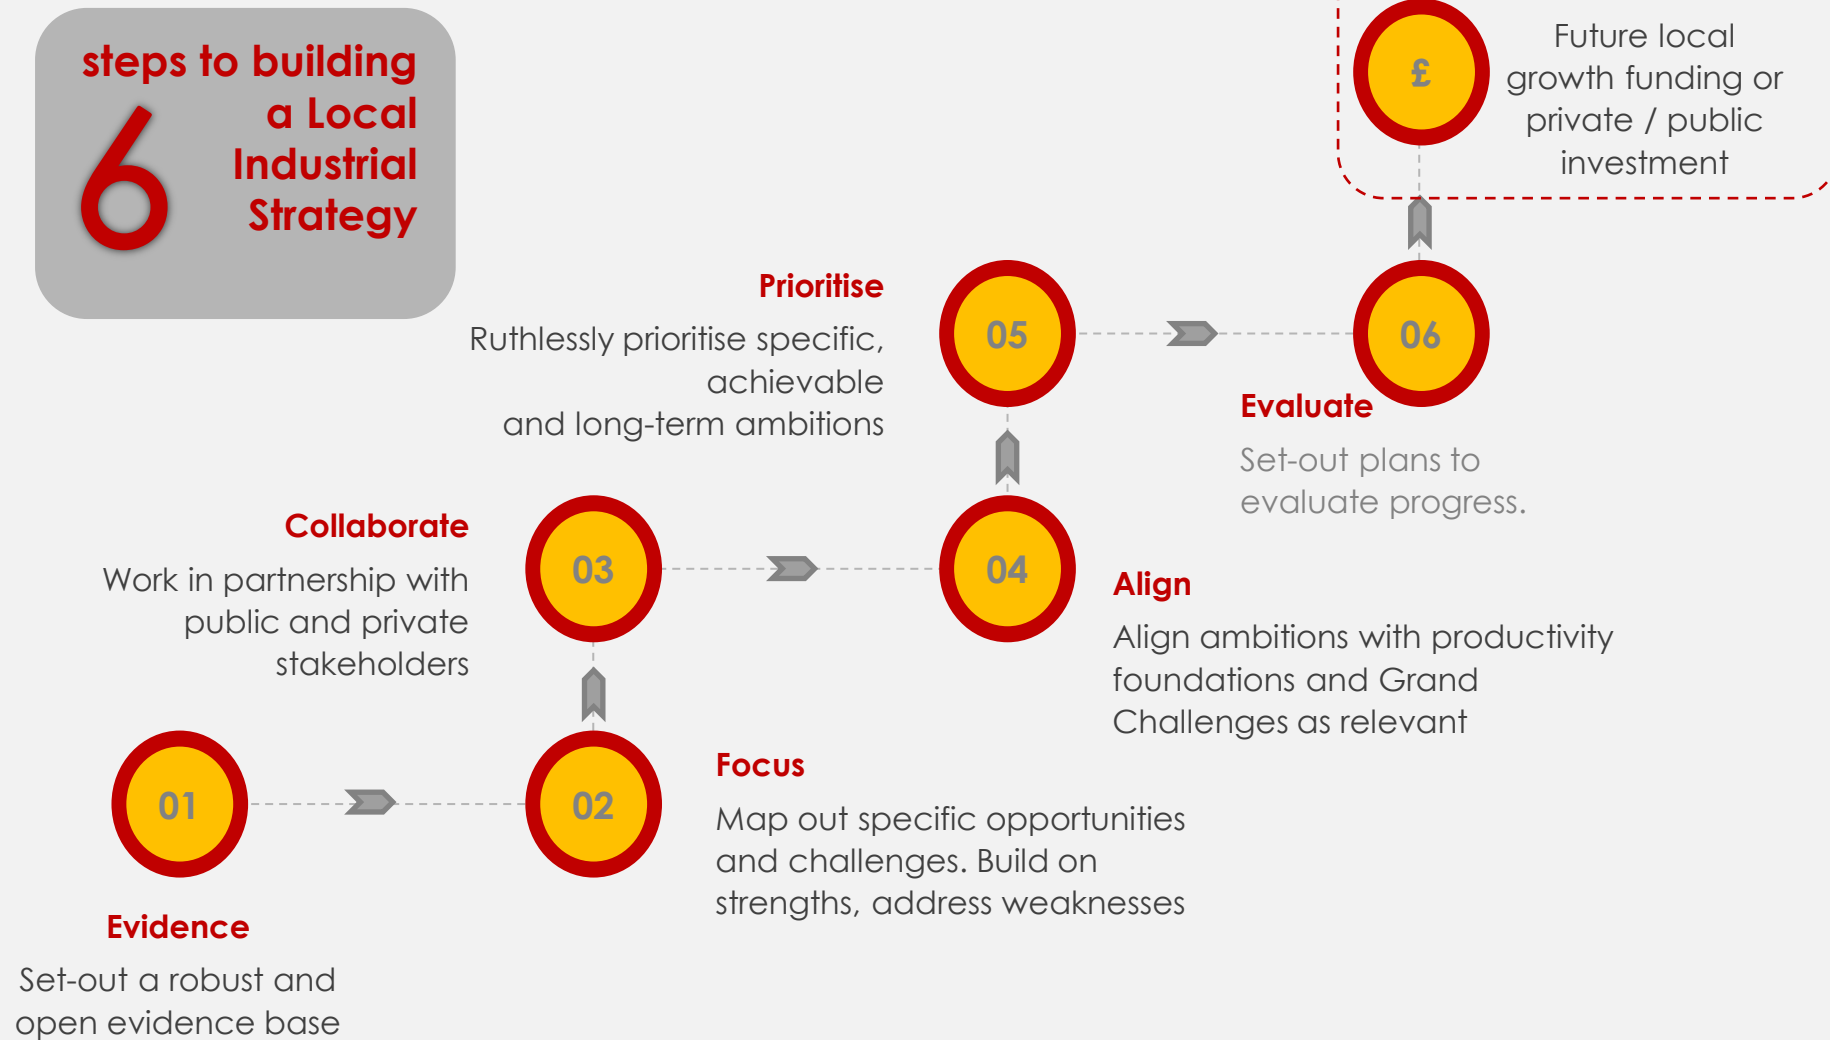 6
steps to building
a Local
Industrial
Strategy
£
Future local
growth funding or
private / public
investment
Prioritise
Ruthlessly prioritise specific,
achievable
and long-term ambitions
05
06
Evaluate
Set-out plans to
evaluate progress.
Collaborate
Work in partnership with
public and private
stakeholders
03
04
Align
Align ambitions with productivity
foundations and Grand
Challenges as relevant
01
02
Focus
Map out specific opportunities
and challenges. Build on
strengths, address weaknesses
Evidence
Set-out a robust and
open evidence base